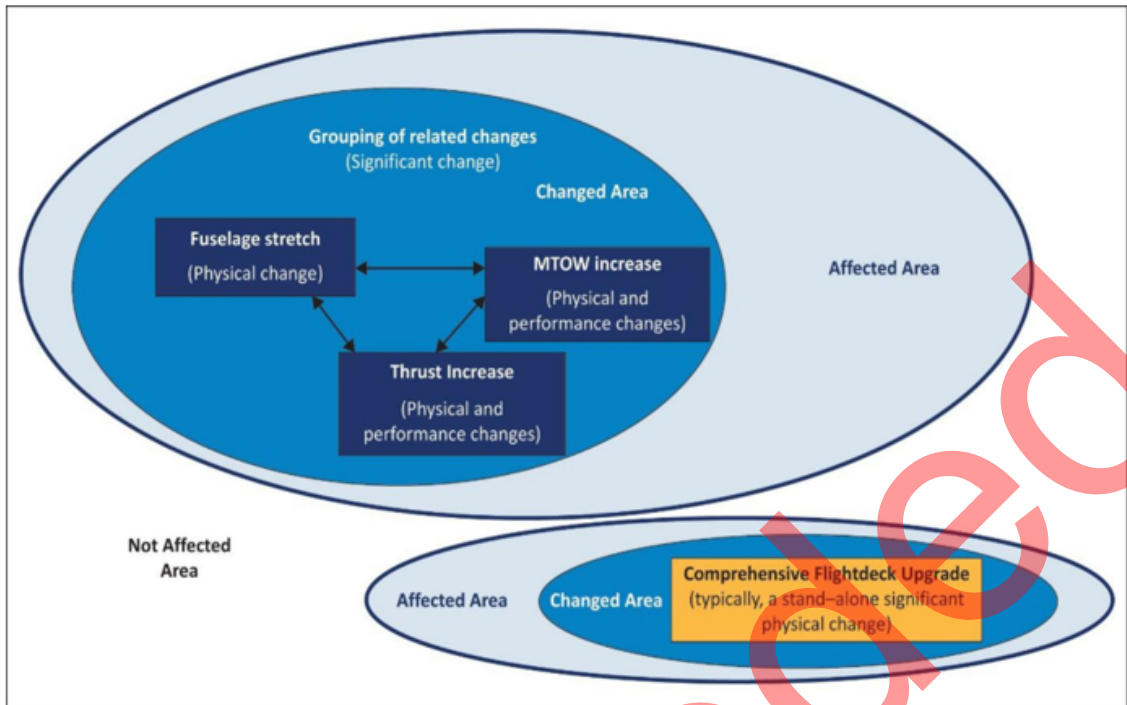 Grouping of related changes
(Significant change)
Changed Area
Fuselage stretch
(Physical change)
MTOW increase
(Physical and
performance changes)
Affected Area
Thrust Increase
(Physical and
performance changes)
Not Affected
Area
Affected Area
Changed Area
Comprehensive Flightdeck Upgrade
(typically, a stand–alone significant
physical change)
ded